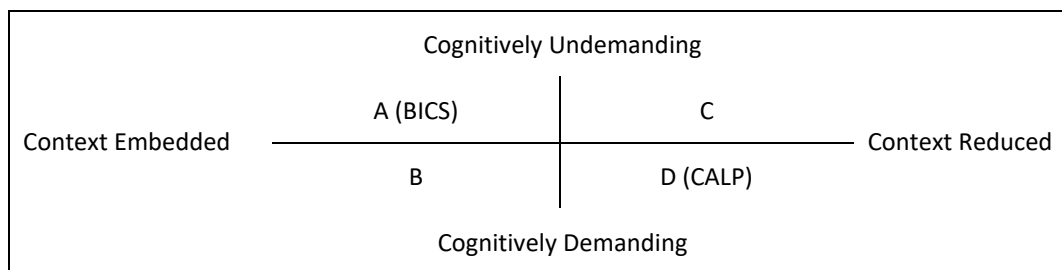 Cognitively Undemanding
A (BICS) C
Context Embedded Context Reduced
B D (CALP)
Cognitively Demanding